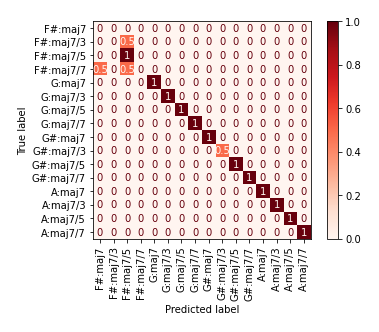 F#:maj7 0 0 0 0 0 0 0 0 0 0 0 0 0 0 0 0 1.0
F#:maj7/3 0 0 0.5 0 0 0 0 0 0 0 0 0 0 0 0 0
F#:maj7/5 0 0 1 0 0 0 0 0 0 0 0 0 0 0 0 0
F#:maj7/7 0.5 0 0.5 0 0 0 0 0 0 0 0 0 0 0 0 0 0.8
G:maj7 0 0 0 0 1 0 0 0 0 0 0 0 0 0 0 0
G:maj7/3 0 0 0 0 0 1 0 0 0 0 0 0 0 0 0 0
G:maj7/5 0 0 0 0 0 0 1 0 0 0 0 0 0 0 0 0 0.6
G:maj7/7 0 0 0 0 0 0 0 1 0 0 0 0 0 0 0 0
True label
G#:maj7 0 0 0 0 0 0 0 0 1 0 0 0 0 0 0 0
G#:maj7/3 0 0 0 0 0 0 0 0 0 0.5 0 0 0 0 0 0 0.4
G#:maj7/5 0 0 0 0 0 0 0 0 0 0 1 0 0 0 0 0
G#:maj7/7 0 0 0 0 0 0 0 0 0 0 0 1 0 0 0 0
A:maj7 0 0 0 0 0 0 0 0 0 0 0 0 1 0 0 0 0.2
A:maj7/3 0 0 0 0 0 0 0 0 0 0 0 0 0 1 0 0
A:maj7/5 0 0 0 0 0 0 0 0 0 0 0 0 0 0 1 0
A:maj7/7 0 0 0 0 0 0 0 0 0 0 0 0 0 0 0 1 0.0
F#:maj7
F#:maj7/3
F#:maj7/5
F#:maj7/7
G:maj7
G:maj7/3
G:maj7/5
G:maj7/7
G#:maj7
G#:maj7/3
G#:maj7/5
G#:maj7/7
A:maj7
A:maj7/3
A:maj7/5
A:maj7/7
Predicted label